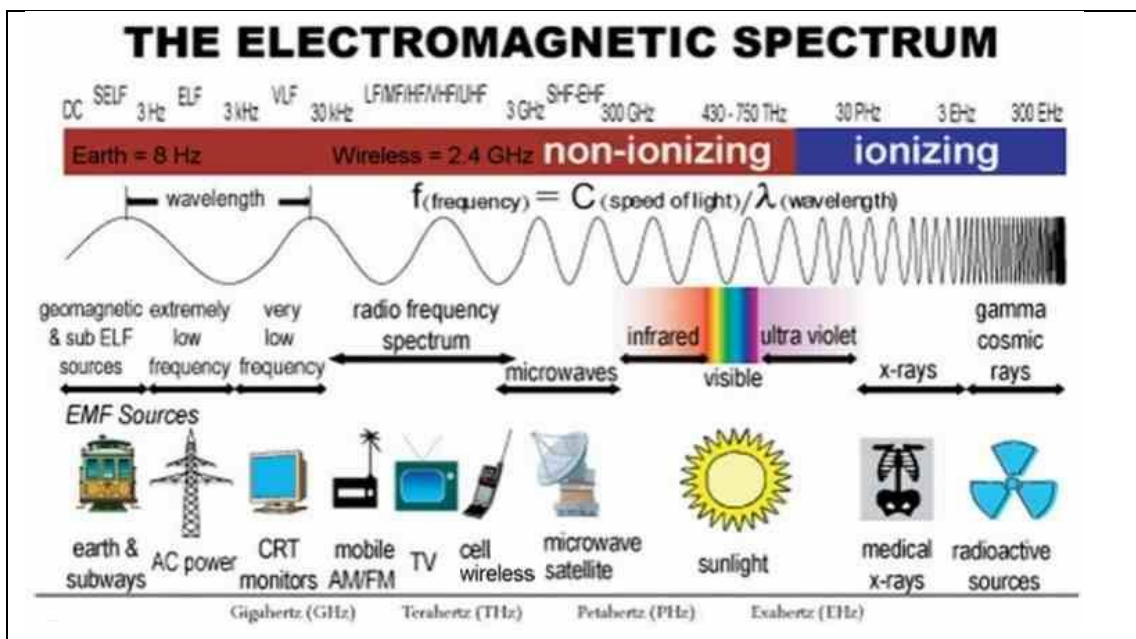 THE ELECTROMAGNETIC SPECTRUM
DC SELF 3 Hz ELF 3 kHz VLF 30 kHz LF/MF/HF/VHF/UHF 3 GHz SHF-EHF 300 GHz 430 - 750 THz 30 PHz 3 EHz 300 EHz
Earth = 8 Hz Wireless = 2.4 GHz non-ionizing ionizing
wavelength f(frequency) = C (speed of light) / λ (wavelength)
geomagnetic & sub ELF sources
extremely low frequency
very low frequency
radio frequency spectrum
microwaves
infrared
visible
ultra violet
x-rays
gamma cosmic rays
EMF Sources
earth & subways
AC power
CRT monitors
mobile AM/FM
TV
cell wireless
microwave satellite
sunlight
medical x-rays
radioactive sources
Gigahertz (GHz) Terahertz (THz) Petahertz (PHz) Exahertz (EHz)